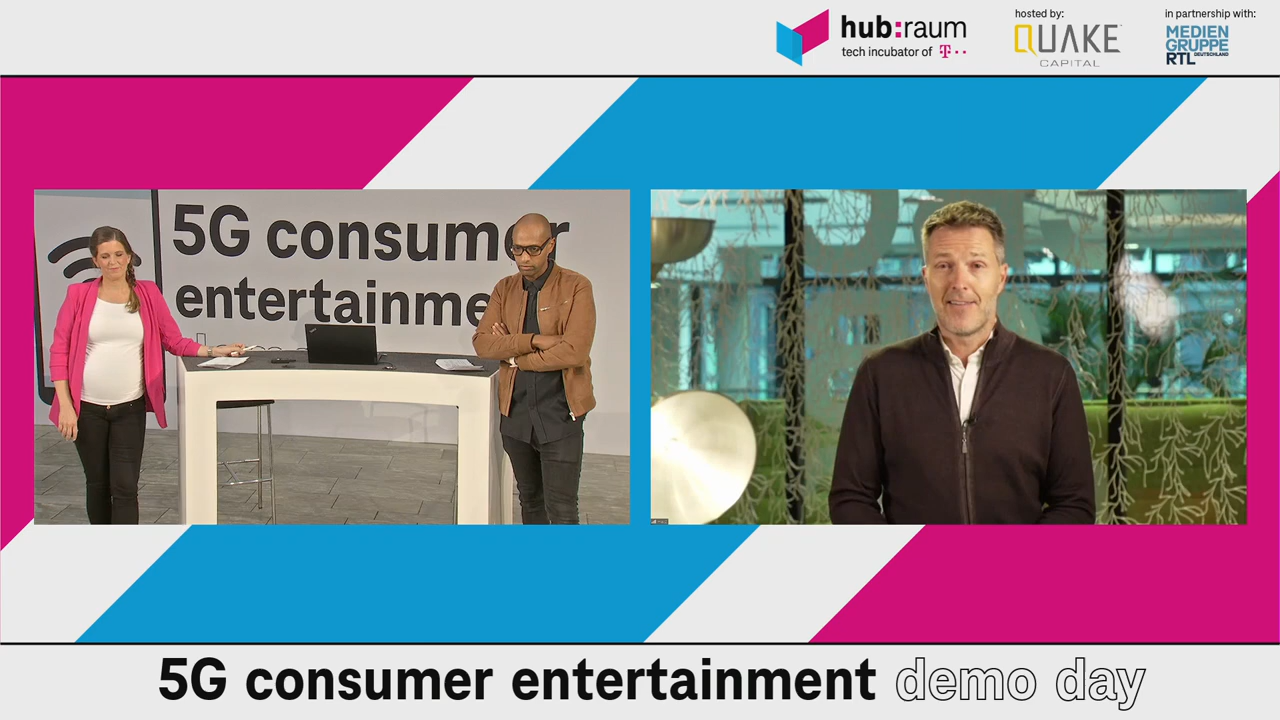 hub:raum
tech incubator of T
hosted by:
QUAKE
CAPITAL
in partnership with:
MEDIEN
GRUPPE
DEUTSCHLAND
RTL
5G consumer
entertainme
5G consumer entertainment demo day